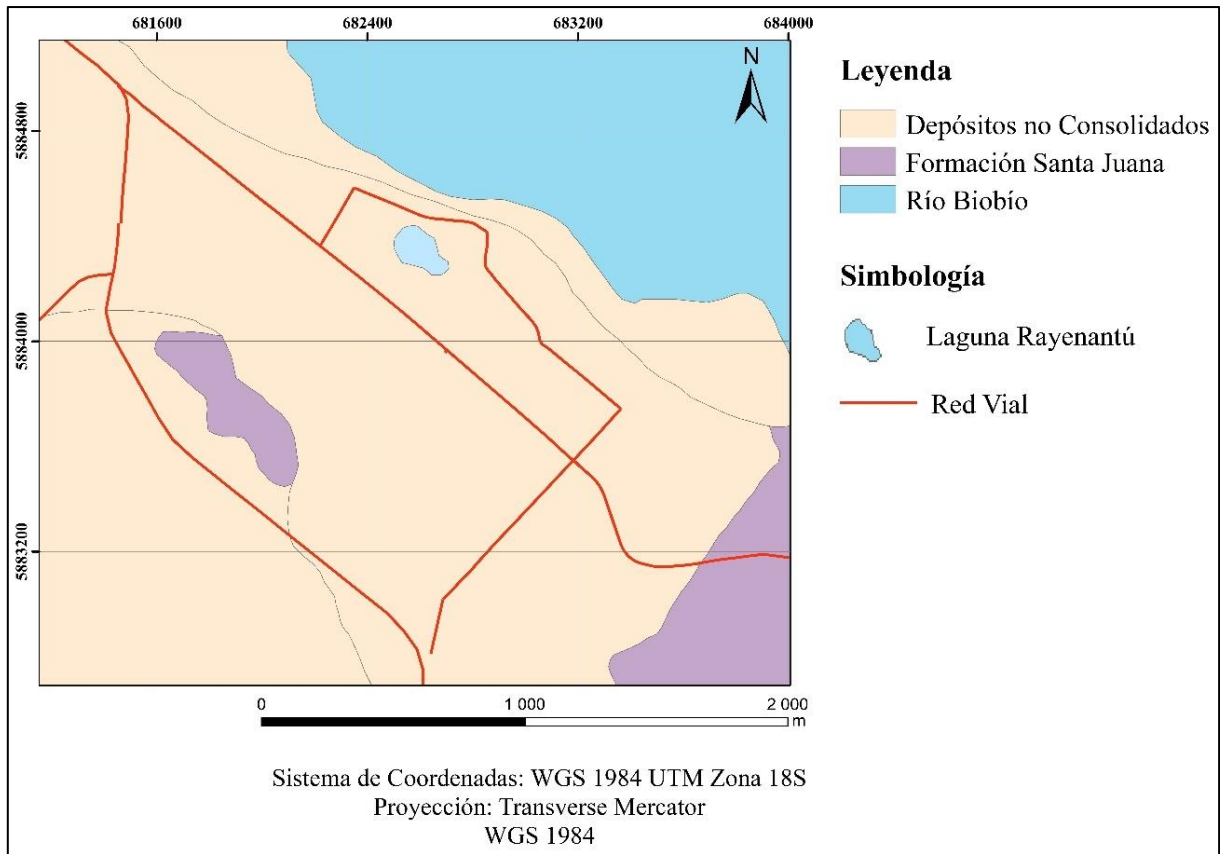 681600
682400
683200
684000
5884800
5884000
5883200
N
Leyenda
Depósitos no Consolidados
Formación Santa Juana
Río Biobío
Simbología
Laguna Rayenantú
Red Vial
0
1 000
2 000
m
Sistema de Coordenadas: WGS 1984 UTM Zona 18S
Proyección: Transverse Mercator
WGS 1984